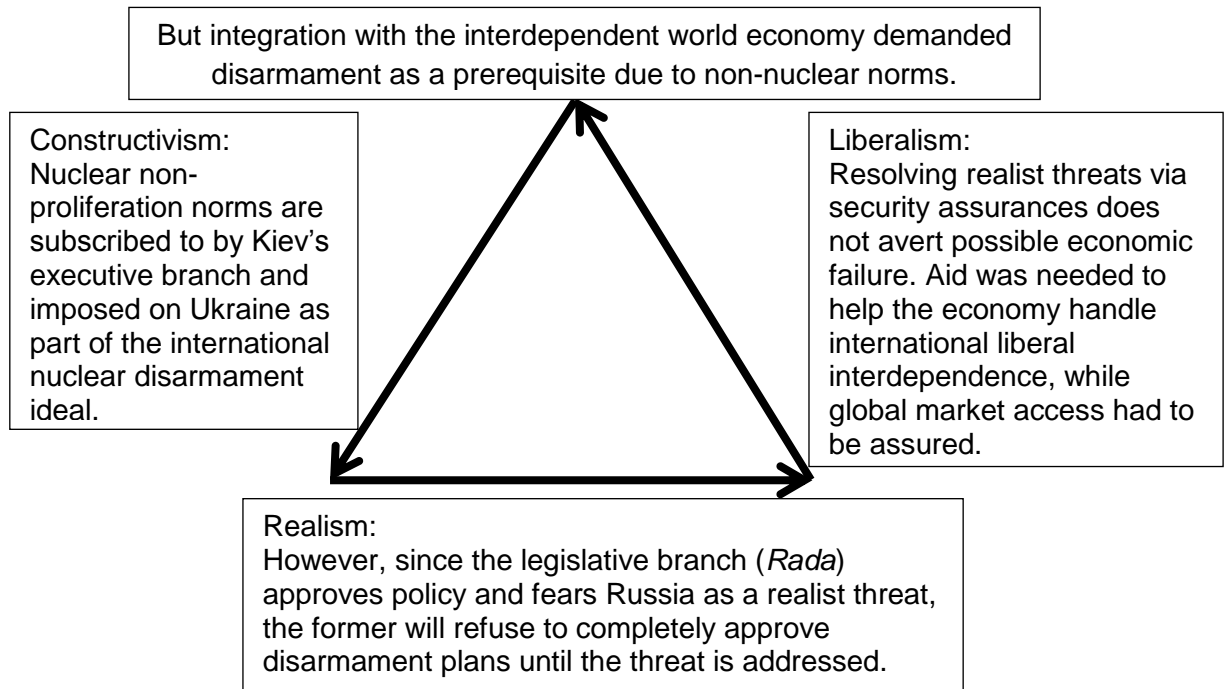 But integration with the interdependent world economy demanded
disarmament as a prerequisite due to non-nuclear norms.
Constructivism:
Nuclear non-
proliferation norms are
subscribed to by Kiev's
executive branch and
imposed on Ukraine as
part of the international
nuclear disarmament
ideal.
Liberalism:
Resolving realist threats via
security assurances does
not avert possible economic
failure. Aid was needed to
help the economy handle
international liberal
interdependence, while
global market access had to
be assured.
Realism:
However, since the legislative branch (Rada)
approves policy and fears Russia as a realist threat,
the former will refuse to completely approve
disarmament plans until the threat is addressed.